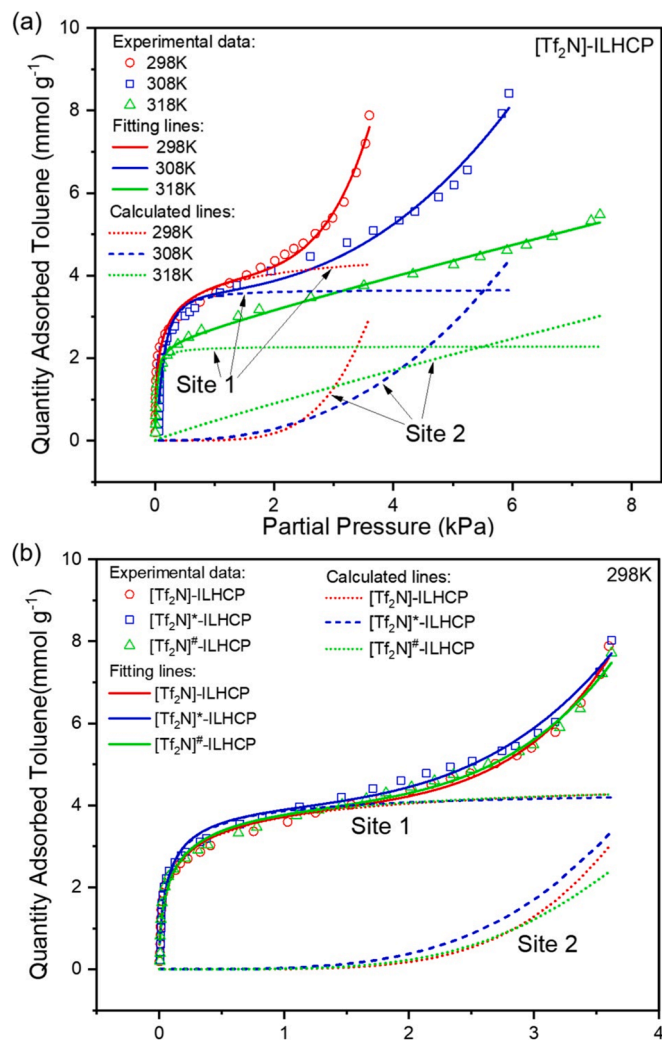 (a)
Experimental data:
298K
308K
318K
Fitting lines:
298K
308K
318K
Calculated lines:
298K
308K
318K
[Tf₂N]-ILHCP
Site 1
Site 2
Quantity Adsorbed Toluene (mmol g⁻¹)
10
8
6
4
2
0
0 2 4 6 8
Partial Pressure (kPa)
(b)
Experimental data:
[Tf₂N]-ILHCP
[Tf₂N]*-ILHCP
[Tf₂N]#-ILHCP
Fitting lines:
[Tf₂N]-ILHCP
[Tf₂N]*-ILHCP
[Tf₂N]#-ILHCP
Calculated lines:
[Tf₂N]-ILHCP
[Tf₂N]*-ILHCP
[Tf₂N]#-ILHCP
298K
Site 1
Site 2
Quantity Adsorbed Toluene(mmol g⁻¹)
10
8
6
4
2
0
0 1 2 3 4